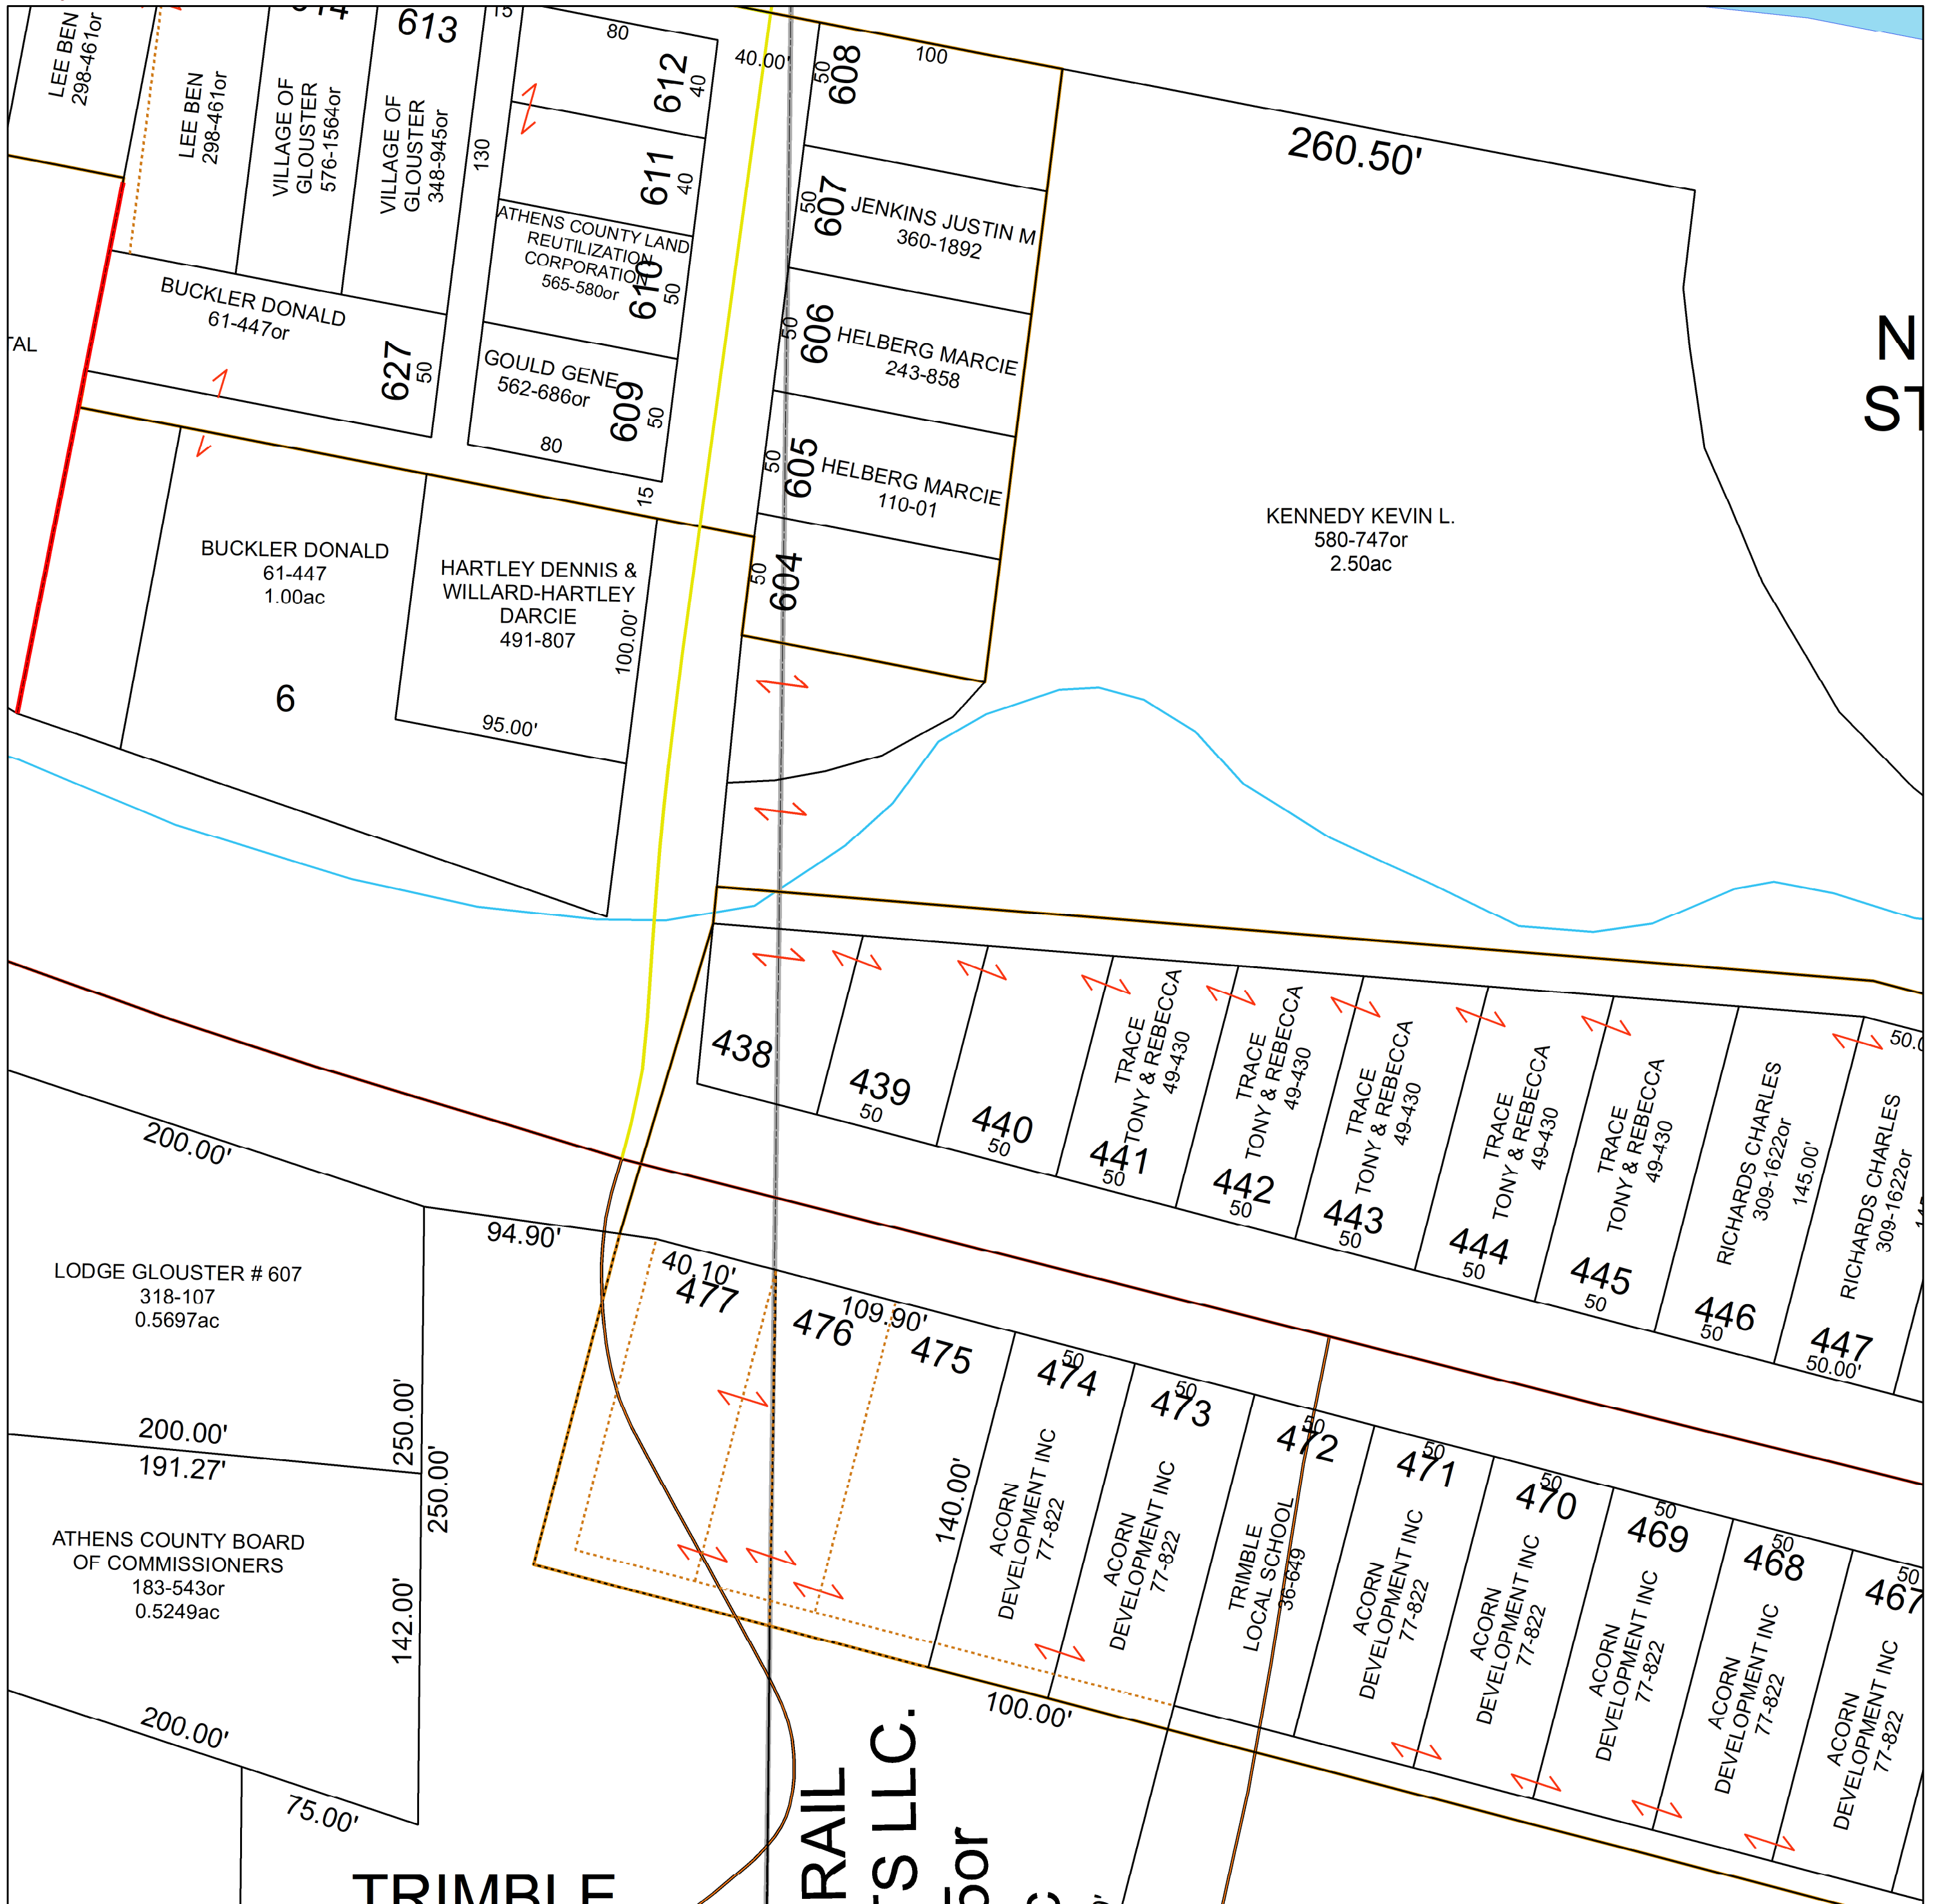 LEE BEN
298-461or
LEE BEN
298-461or
614
VILLAGE OF
GLOUSTER
576-1564or
613
VILLAGE OF
GLOUSTER
348-945or
15
130
80
612
40
611
40
ATHENS COUNTY LAND
REUTILIZATION
CORPORATION
565-580or
610
50
GOULD GENE
562-686or
609
50
80
15
40.00'
50
608
100
50
607
JENKINS JUSTIN M
360-1892
50
606
HELBERG MARCIE
243-858
50
605
HELBERG MARCIE
110-01
50
604
260.50'
N
ST
KENNEDY KEVIN L.
580-747or
2.50ac
TAL
BUCKLER DONALD
61-447or
627
50
BUCKLER DONALD
61-447
1.00ac
6
HARTLEY DENNIS &
WILLARD-HARTLEY
DARCIE
491-807
100.00'
95.00'
438
439
50
440
50
TRACE
TONY & REBECCA
49-430
441
50
TRACE
TONY & REBECCA
49-430
442
50
TRACE
TONY & REBECCA
49-430
443
50
TRACE
TONY & REBECCA
49-430
444
50
TRACE
TONY & REBECCA
49-430
445
50
RICHARDS CHARLES
309-1622or
145.00'
446
50
50.0
RICHARDS CHARLES
309-1622or
447
50.00'
200.00'
94.90'
LODGE GLOUSTER # 607
318-107
0.5697ac
250.00'
200.00'
191.27'
250.00'
ATHENS COUNTY BOARD
OF COMMISSIONERS
183-543or
0.5249ac
142.00'
200.00'
75.00'
40.10'
477
476
109.90'
475
140.00'
50
474
ACORN
DEVELOPMENT INC
77-822
50
473
ACORN
DEVELOPMENT INC
77-822
50
472
TRIMBLE
LOCAL SCHOOL
36-649
50
471
ACORN
DEVELOPMENT INC
77-822
50
470
ACORN
DEVELOPMENT INC
77-822
50
469
ACORN
DEVELOPMENT INC
77-822
50
468
ACORN
DEVELOPMENT INC
77-822
50
467
ACORN
DEVELOPMENT INC
77-822
100.00'
TRIMBLE
RAIL
TS LLC.
5or